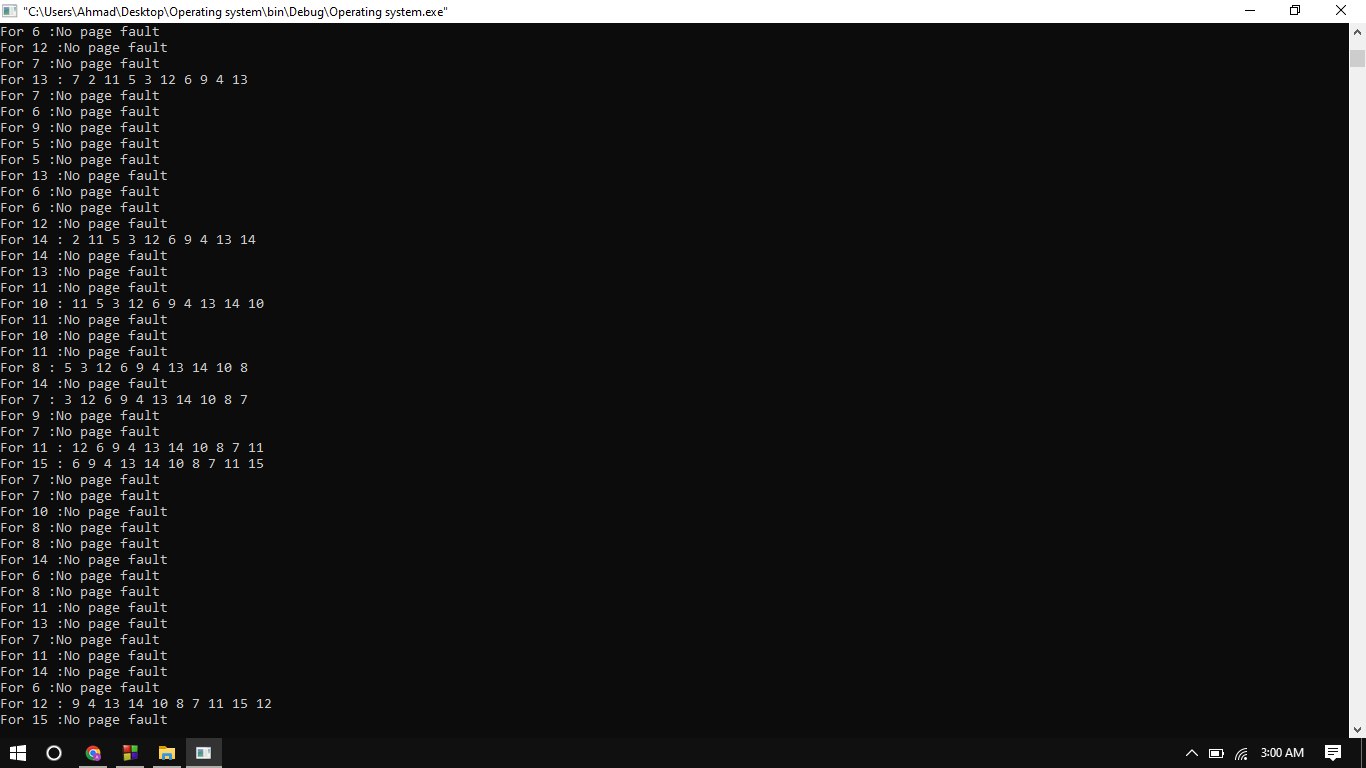 "C:\Users\Ahmad\Desktop\Operating system\bin\Debug\Operating system.exe"
For 6 :No page fault
For 12 :No page fault
For 7 :No page fault
For 13 : 7 2 11 5 3 12 6 9 4 13
For 7 :No page fault
For 6 :No page fault
For 9 :No page fault
For 5 :No page fault
For 5 :No page fault
For 13 :No page fault
For 6 :No page fault
For 6 :No page fault
For 12 :No page fault
For 14 : 2 11 5 3 12 6 9 4 13 14
For 14 :No page fault
For 13 :No page fault
For 11 :No page fault
For 10 : 11 5 3 12 6 9 4 13 14 10
For 11 :No page fault
For 10 :No page fault
For 11 :No page fault
For 8 : 5 3 12 6 9 4 13 14 10 8
For 14 :No page fault
For 7 : 3 12 6 9 4 13 14 10 8 7
For 9 :No page fault
For 7 :No page fault
For 11 : 12 6 9 4 13 14 10 8 7 11
For 15 : 6 9 4 13 14 10 8 7 11 15
For 7 :No page fault
For 7 :No page fault
For 10 :No page fault
For 8 :No page fault
For 8 :No page fault
For 14 :No page fault
For 6 :No page fault
For 8 :No page fault
For 11 :No page fault
For 13 :No page fault
For 7 :No page fault
For 11 :No page fault
For 14 :No page fault
For 6 :No page fault
For 12 : 9 4 13 14 10 8 7 11 15 12
For 15 :No page fault
3:00 AM